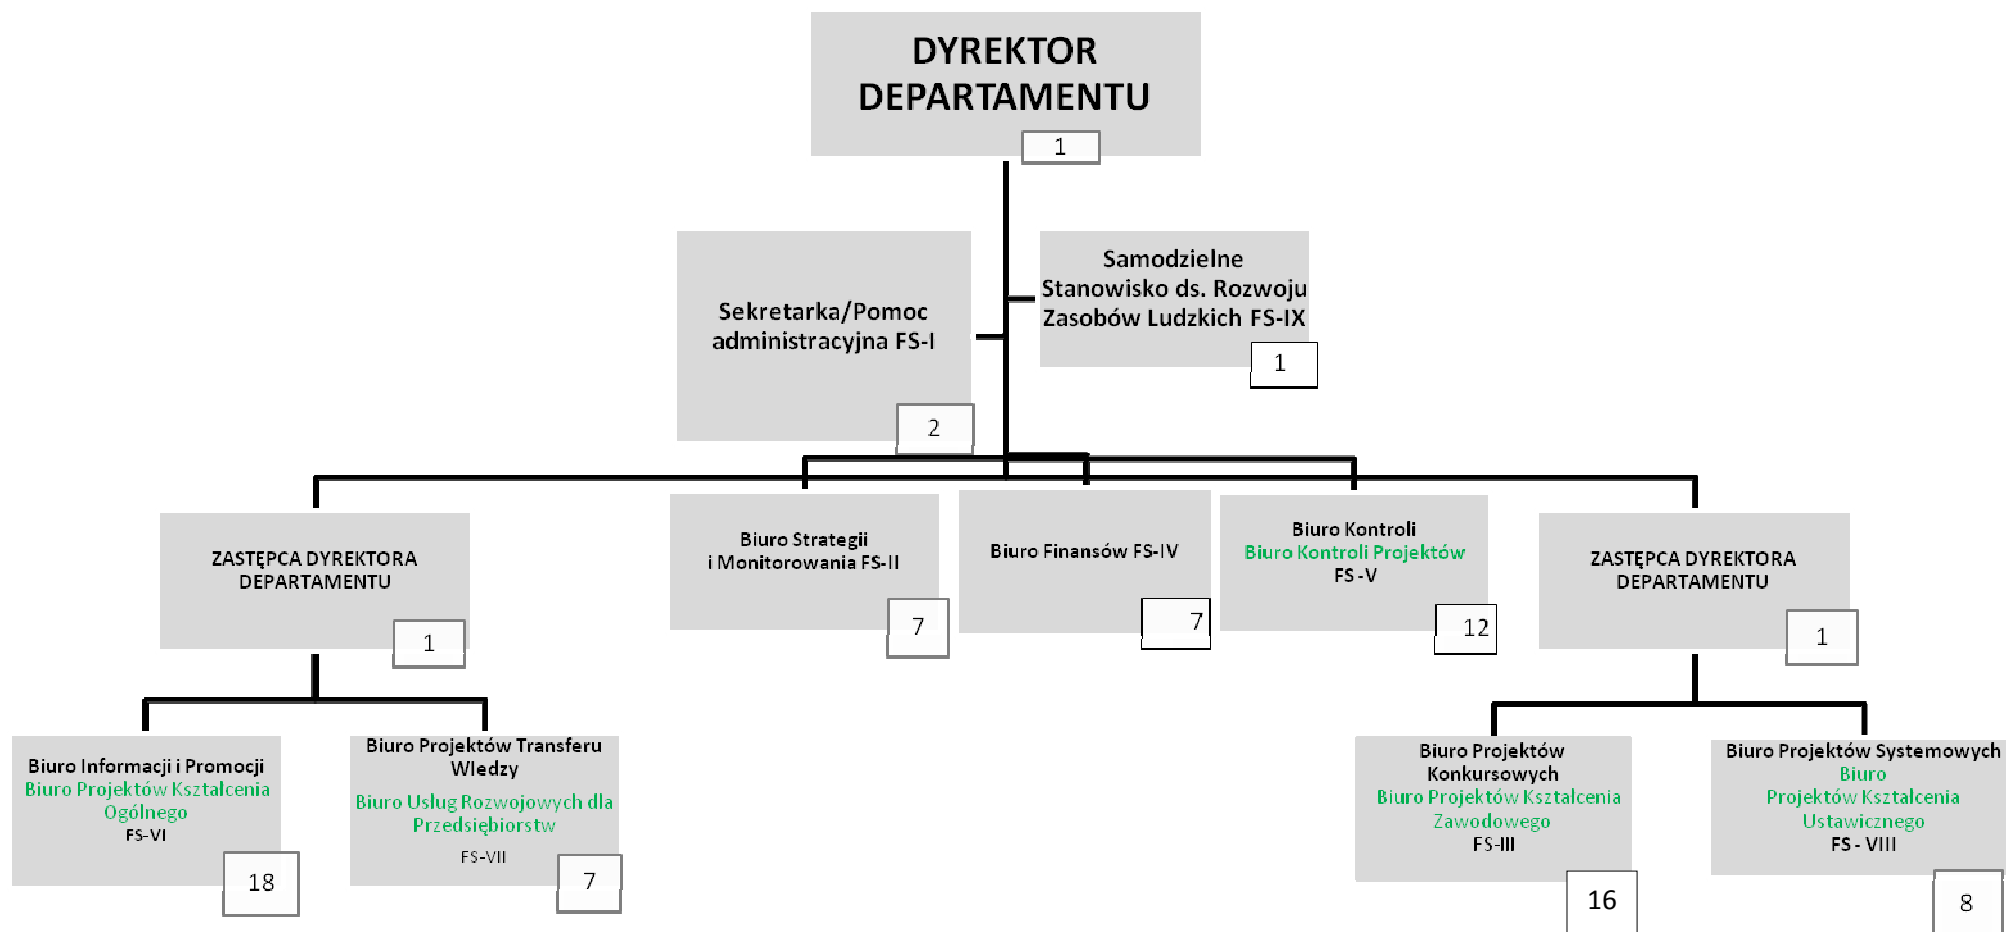 DYREKTOR
DEPARTAMENTU
1
Sekretarka/Pomoc
administracyjna FS-I
2
Samodzielne
Stanowisko ds. Rozwoju
Zasobów Ludzkich FS-IX
1
ZASTĘPCA DYREKTORA
DEPARTAMENTU
1
Biuro Strategii
i Monitorowania FS-II
7
Biuro Finansów FS-IV
7
Biuro Kontroli
Biuro Kontroli Projektów
FS-V
12
ZASTĘPCA DYREKTORA
DEPARTAMENTU
1
Biuro Informacji i Promocji
Biuro Projektów Kształcenia
Ogólnego
FS-VI
18
Biuro Projektów Transferu
Wiedzy
Biuro Usług Rozwojowych dla
Przedsiębiorstw
FS-VII
7
Biuro Projektów
Konkursowych
Biuro Projektów Kształcenia
Zawodowego
FS-III
16
Biuro Projektów Systemowych
Biuro
Projektów Kształcenia
Ustawicznego
FS - VIII
8